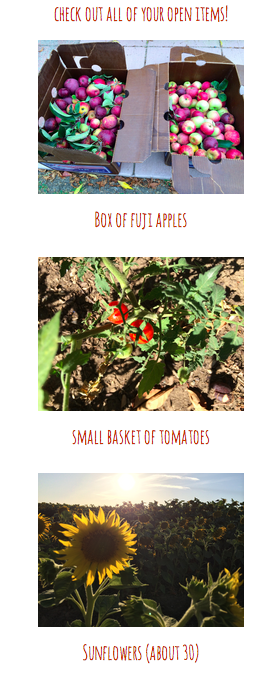 check out all of your open items!
Box of fuji apples
small basket of tomatoes
Sunflowers (about 30)